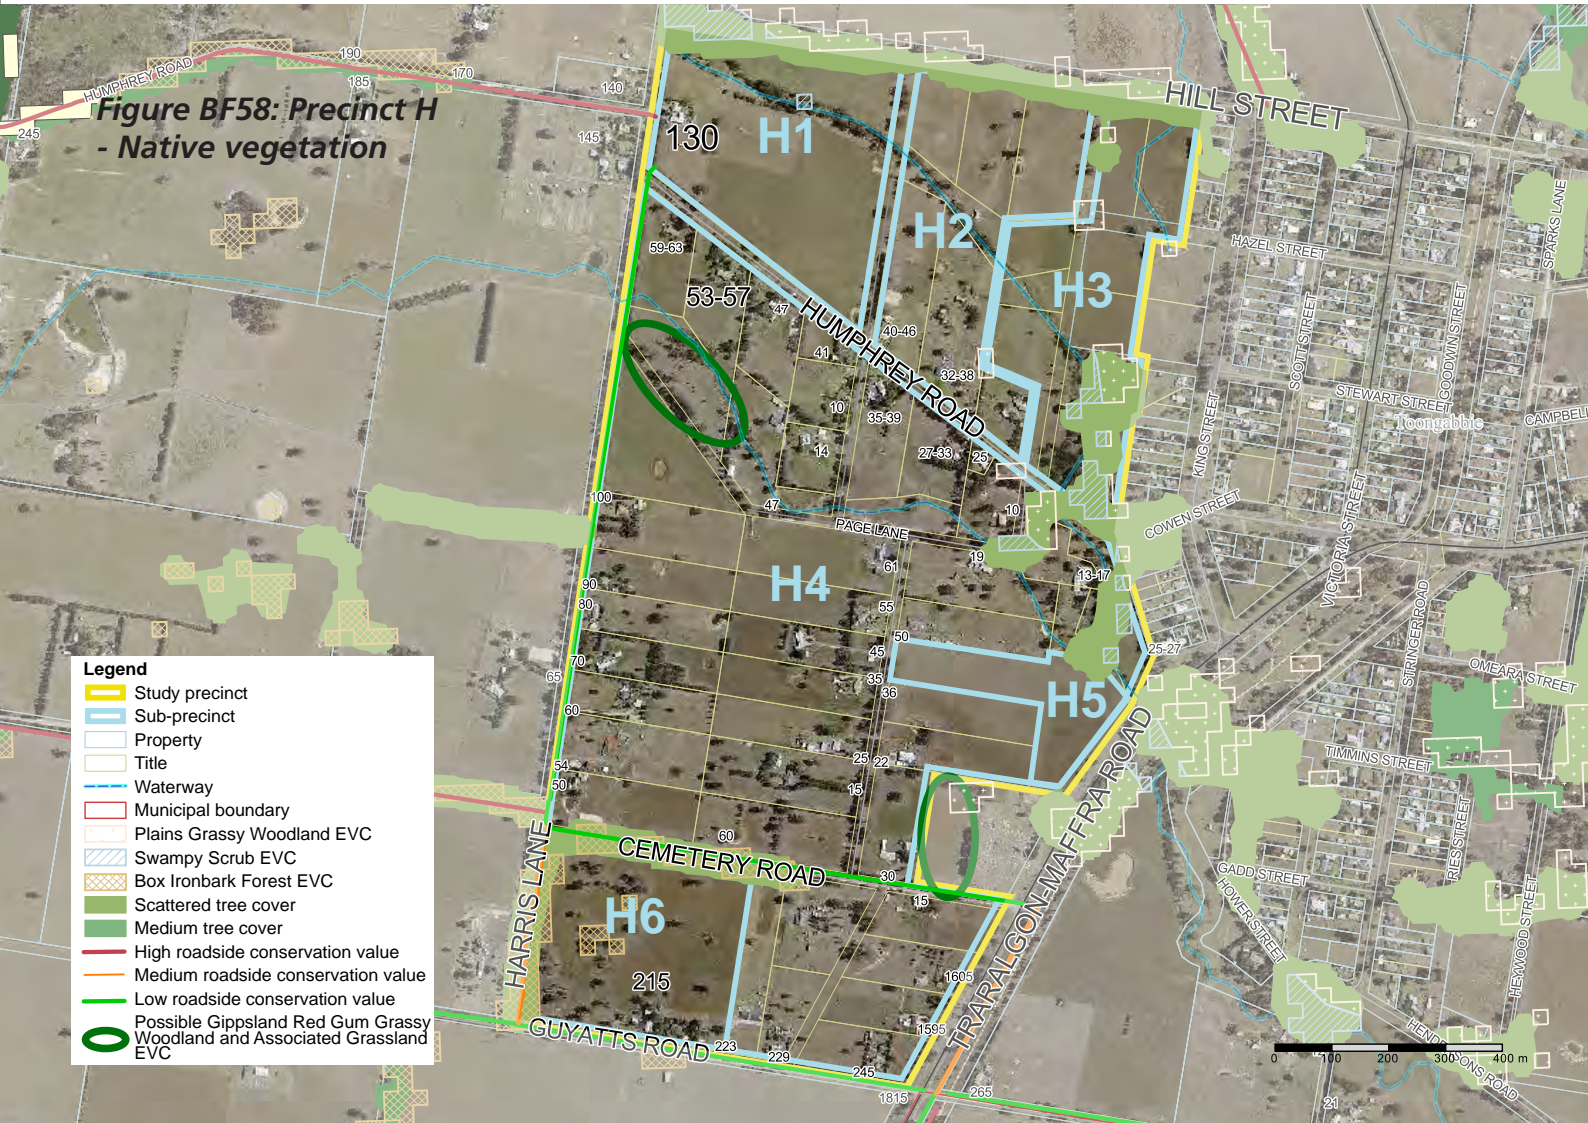 Figure BF58: Precinct H
- Native vegetation
HUMPHREY ROAD
190
185
170
140
145
245
130
H1
HILL STREET
H2
H3
59-63
53-57
47
HUMPHREY ROAD
41
40-46
32-38
10
35-39
14
27-33
25
47
10
PAGE LANE
19
13-17
100
90
80
70
65
60
54
50
H4
61
55
50
45
35
36
25
22
15
H5
25-27
60
CEMETERY ROAD
30
15
HARRIS LANE
H6
215
1605
1595
GUYATTS ROAD
223
229
245
1815
265
TRARALGON-MAFFRA ROAD
HAZEL STREET
SPARKS LANE
SCOTT STREET
GOODWIN STREET
STEWART STREET
Toongabbie
CAMPBELL
KING STREET
COWEN STREET
VICTORIA STREET
STRINGER ROAD
OMEARA STREET
TIMMINS STREET
RIES STREET
GADD STREET
HOWER STREET
HEYWOOD STREET
HENDERSONS ROAD
21
Legend
Study precinct
Sub-precinct
Property
Title
Waterway
Municipal boundary
Plains Grassy Woodland EVC
Swampy Scrub EVC
Box Ironbark Forest EVC
Scattered tree cover
Medium tree cover
High roadside conservation value
Medium roadside conservation value
Low roadside conservation value
Possible Gippsland Red Gum Grassy
Woodland and Associated Grassland
EVC
0 100 200 300 400 m